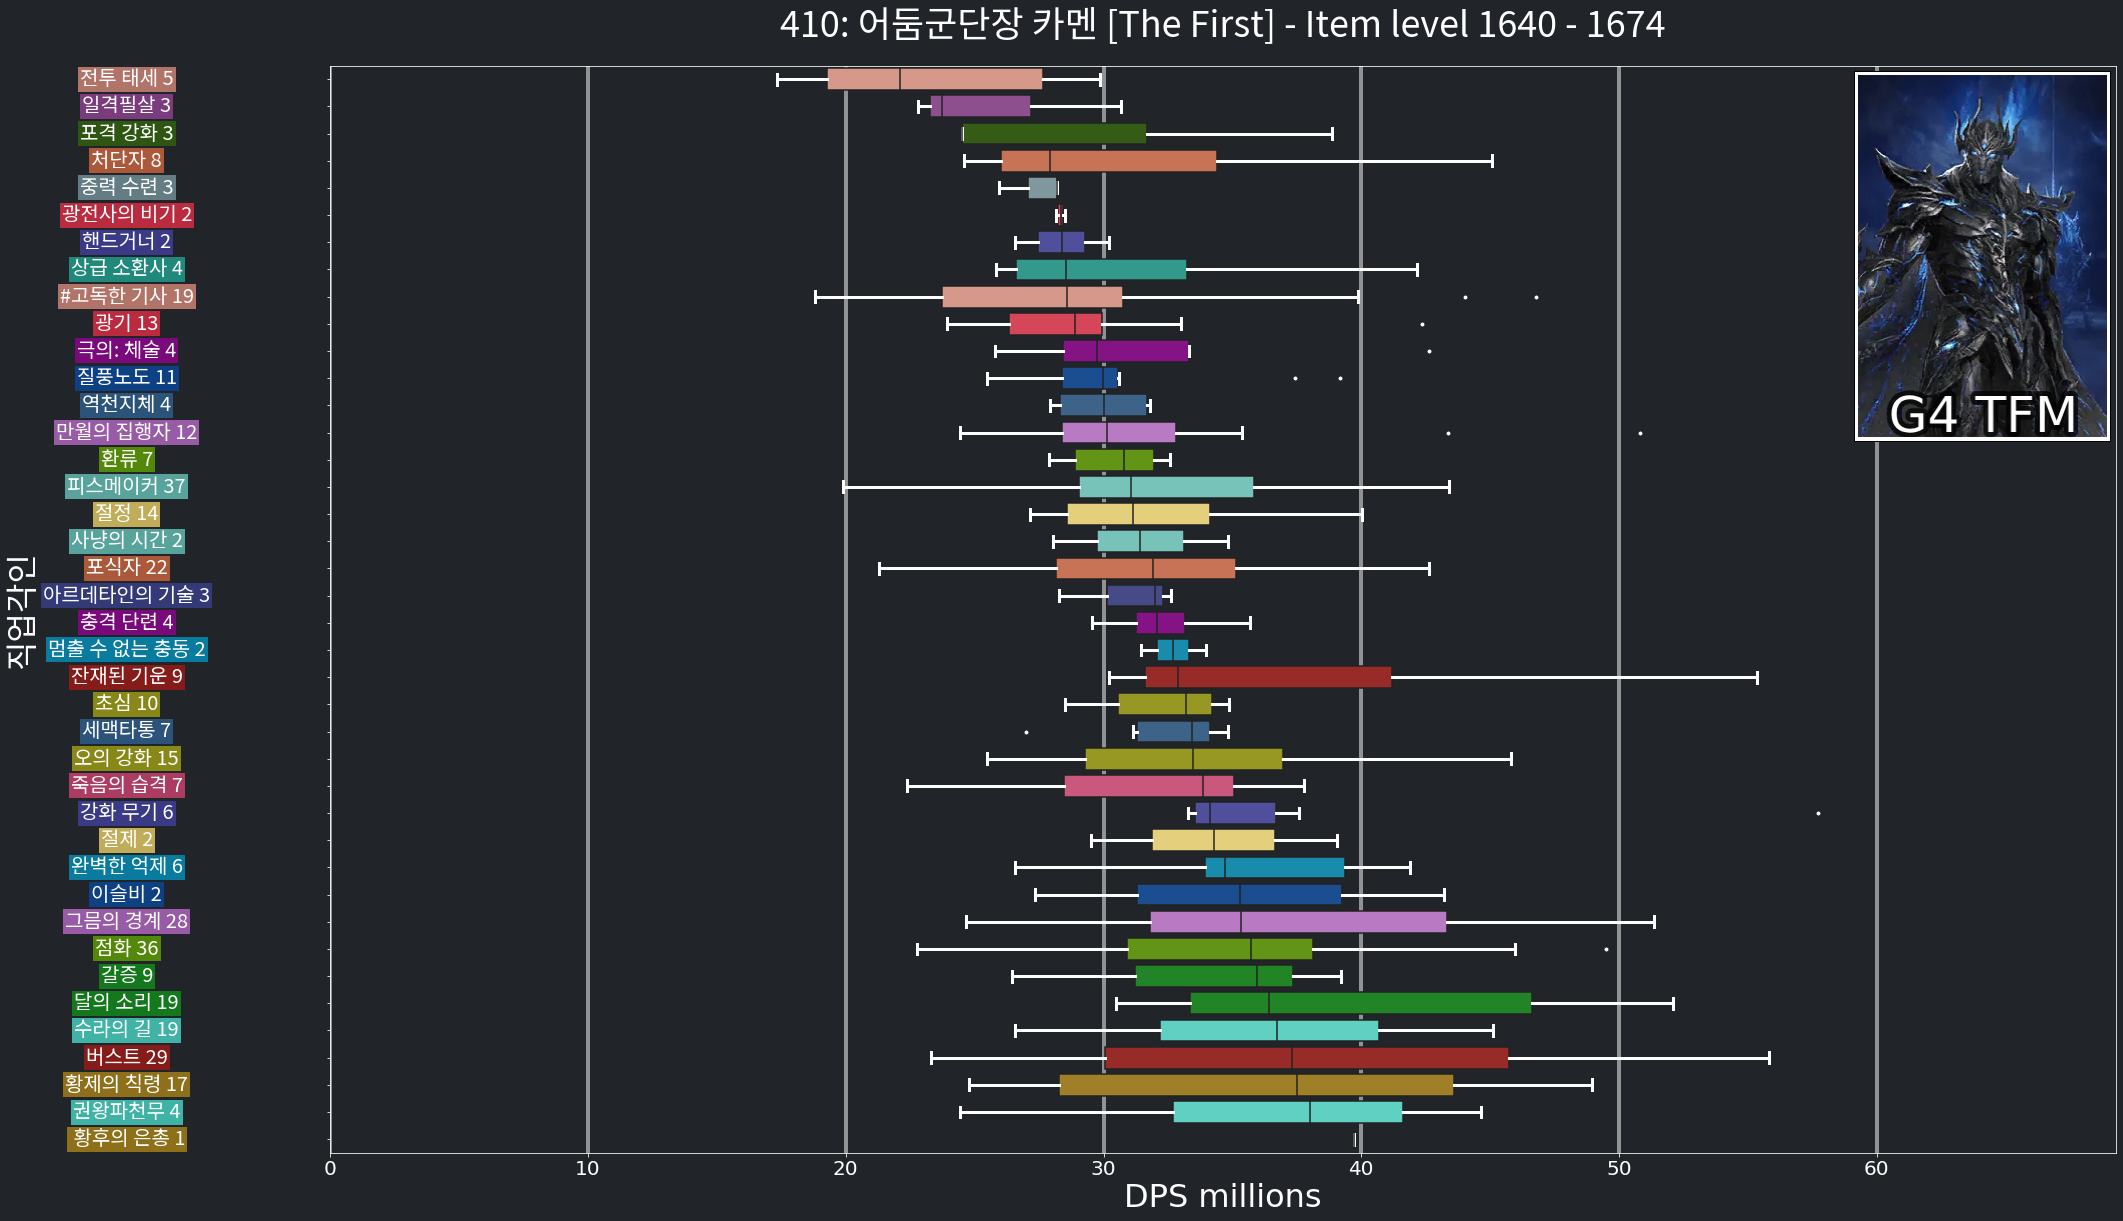 410: 어둠군단장 카멘 [The First] - Item level 1640 - 1674
전투 태세 5
일격필살 3
포격 강화 3
처단자 8
중력 수련 3
광전사의 비기 2
핸드거너 2
상급 소환사 4
#고독한 기사 19
광기 13
극의: 체술 4
질풍노도 11
역천지체 4
만월의 집행자 12
환류 7
피스메이커 37
절정 14
사냥의 시간 2
포식자 22
아르데타인의 기술 3
충격 단련 4
멈출 수 없는 충동 2
잔재된 기운 9
초심 10
세맥타통 7
오의 강화 15
죽음의 습격 7
강화 무기 6
절제 2
완벽한 억제 6
이슬비 2
그믐의 경계 28
점화 36
갈증 9
달의 소리 19
수라의 길 19
버스트 29
황제의 칙령 17
권왕파천무 4
황후의 은총 1
직업각인
G4 TFM
0 10 20 30 40 50 60
DPS millions